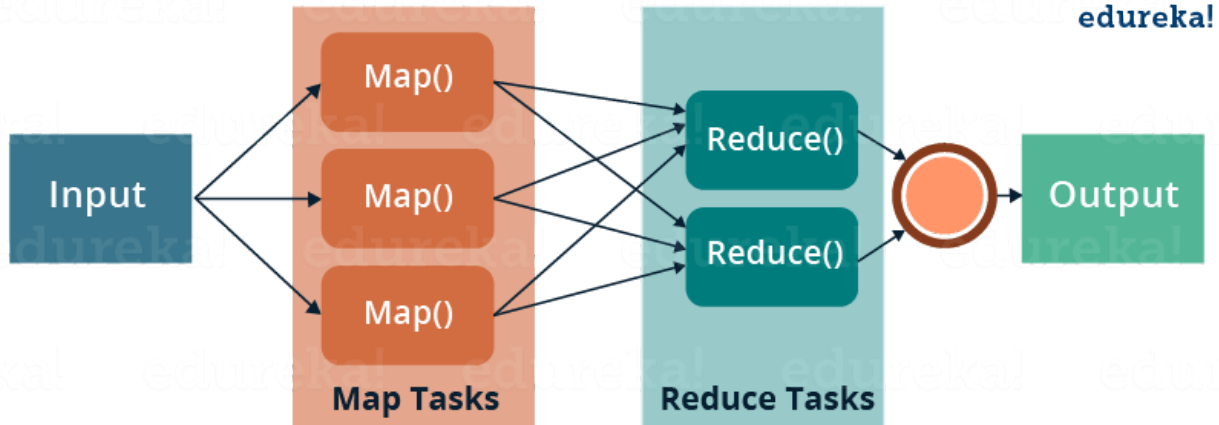 edureka!
Input
Map()
Map()
Map()
Map Tasks
Reduce()
Reduce()
Reduce Tasks
Output